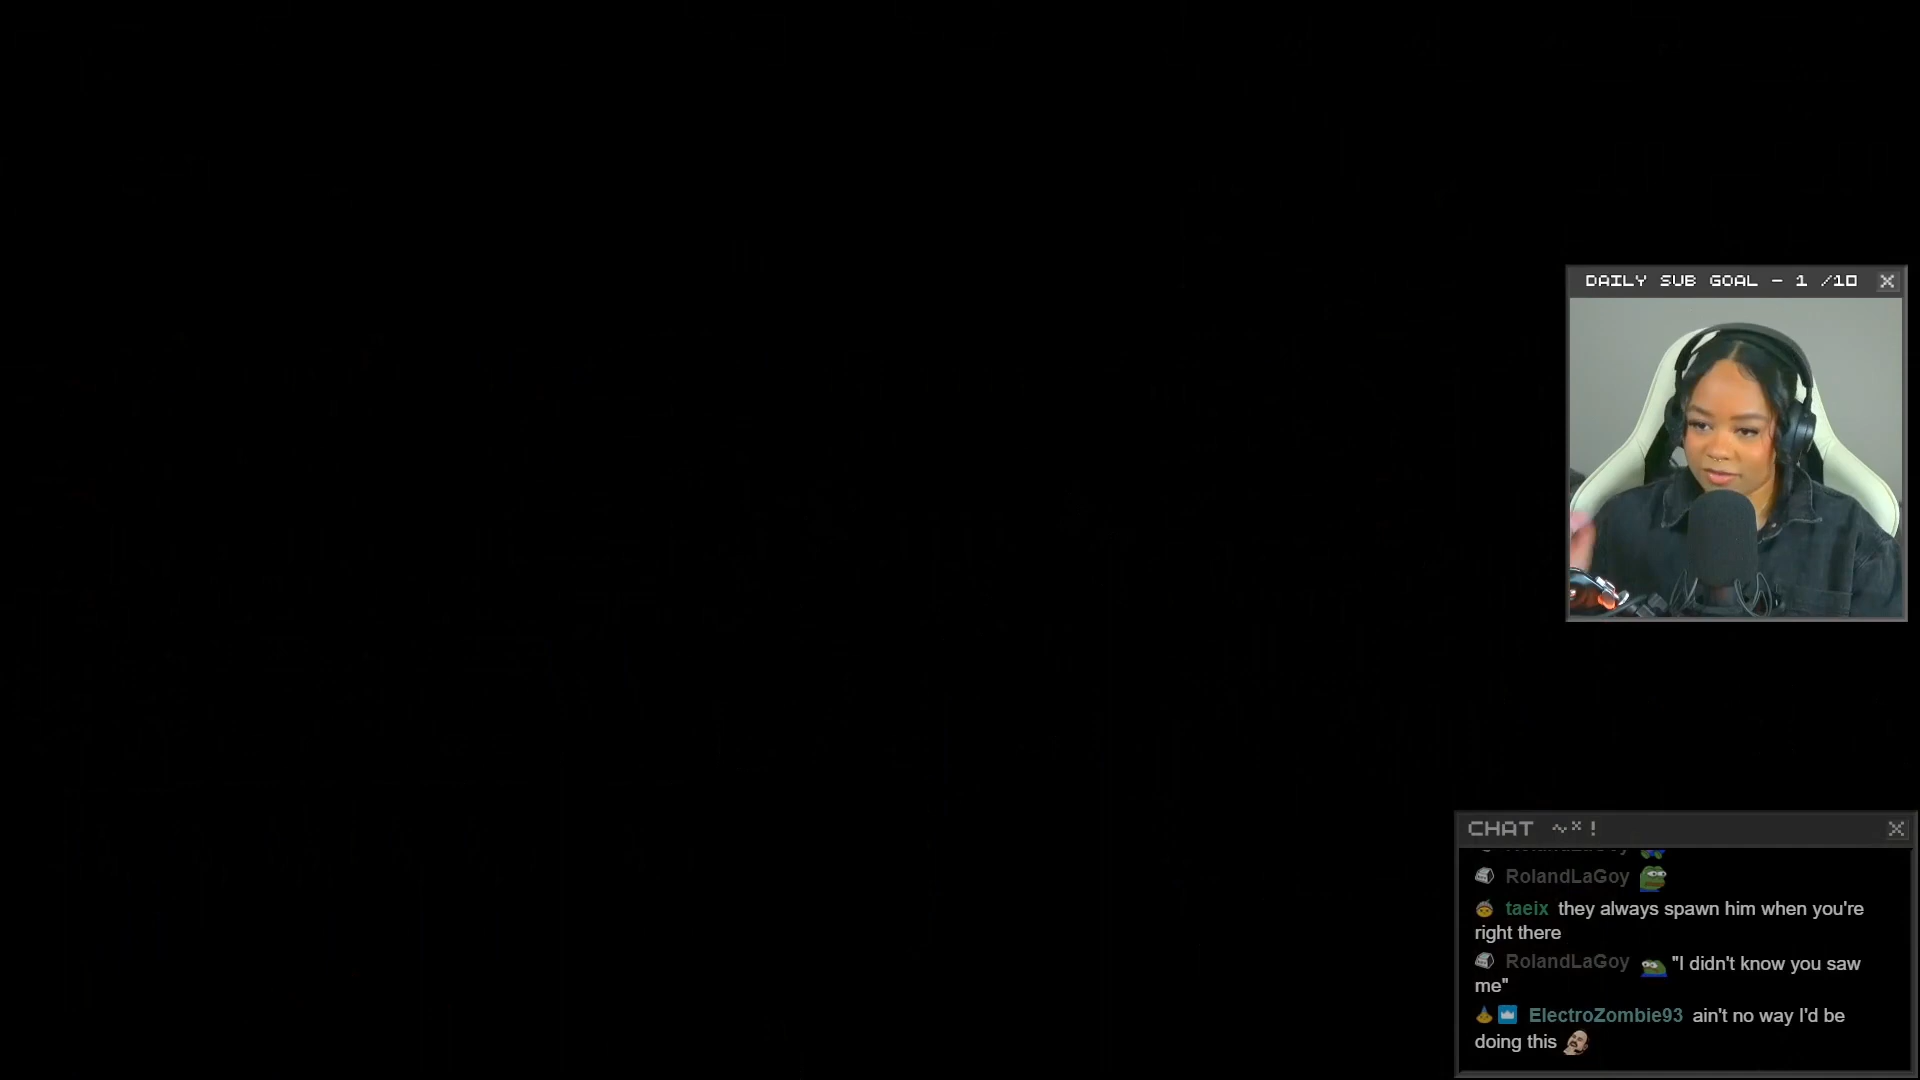 DAILY SUB GOAL - 1 /10
CHAT ~*!
RolandLaGoy
taeix they always spawn him when you're
right there
RolandLaGoy "I didn't know you saw
me"
ElectroZombie93 ain't no way I'd be
doing this